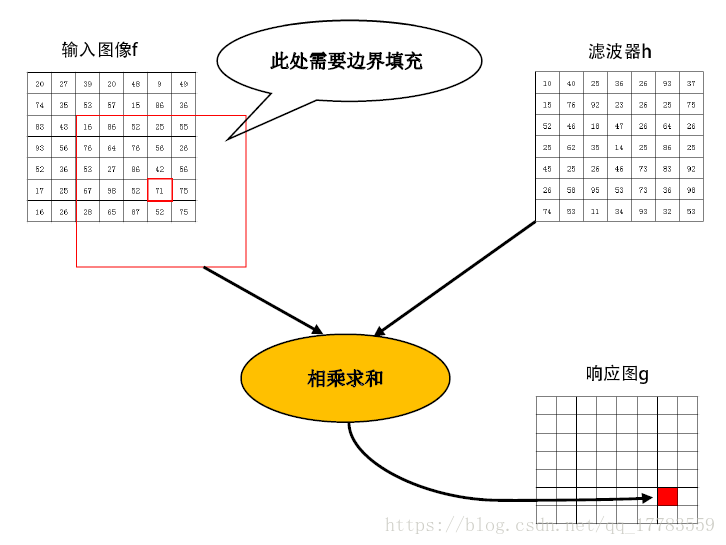 输入图像f
此处需要边界填充
滤波器h
20 27 39 20 48 9 49
74 35 53 57 15 86 36
83 43 16 86 52 25 55
93 56 76 64 76 56 26
52 36 53 27 86 42 56
17 25 67 98 52 71 75
16 26 28 65 87 52 75
10 40 25 36 26 93 37
15 76 92 23 26 25 75
52 46 18 47 26 64 26
25 62 35 14 25 86 25
45 25 26 46 73 83 92
26 58 95 53 73 36 98
74 53 11 34 93 32 53
相乘求和
响应图g
https://blog.csdn.net/qq_17783559